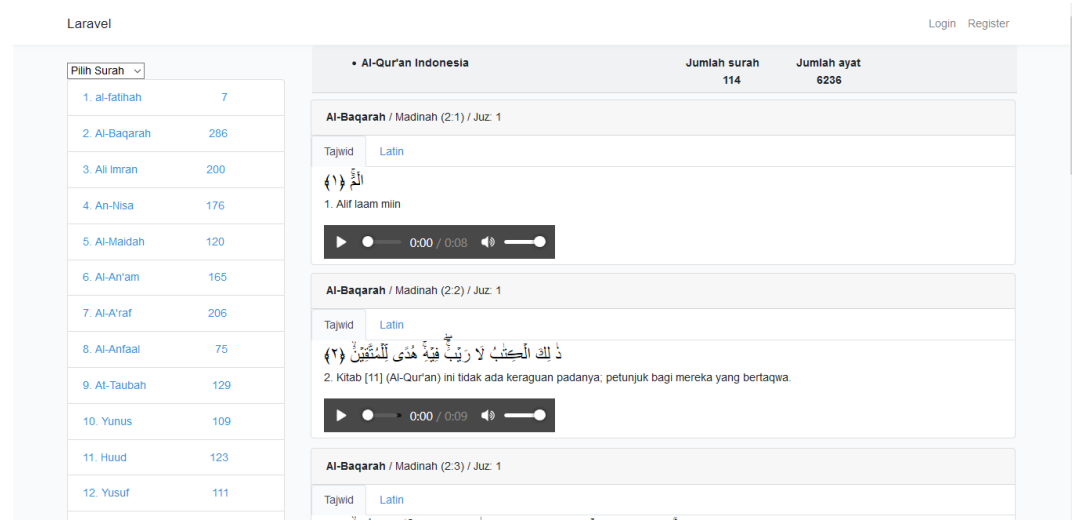 Laravel
Login Register
Pilih Surah
1. al-fatihah 7
2. Al-Baqarah 286
3. Ali Imran 200
4. An-Nisa 176
5. Al-Maidah 120
6. Al-An'am 165
7. Al-A'raf 206
8. Al-Anfaal 75
9. At-Taubah 129
10. Yunus 109
11. Huud 123
12. Yusuf 111
• Al-Qur'an Indonesia
Jumlah surah Jumlah ayat
114 6236
Al-Baqarah / Madinah (2:1) / Juz: 1
Tajwid Latin
الۤمّۤ ۚ ﴿١﴾
1. Alif laam miin
0:00 / 0:08
Al-Baqarah / Madinah (2:2) / Juz: 1
Tajwid Latin
ذٰ لِكَ الْڪِتٰبُ لَا رَيْبَۛۚ فِيْهِۛۚ هُدًى لِّلْمُتَّقِيْنَۙ ﴿٢﴾
2. Kitab [11] (Al-Qur'an) ini tidak ada keraguan padanya; petunjuk bagi mereka yang bertaqwa.
0:00 / 0:09
Al-Baqarah / Madinah (2:3) / Juz: 1
Tajwid Latin